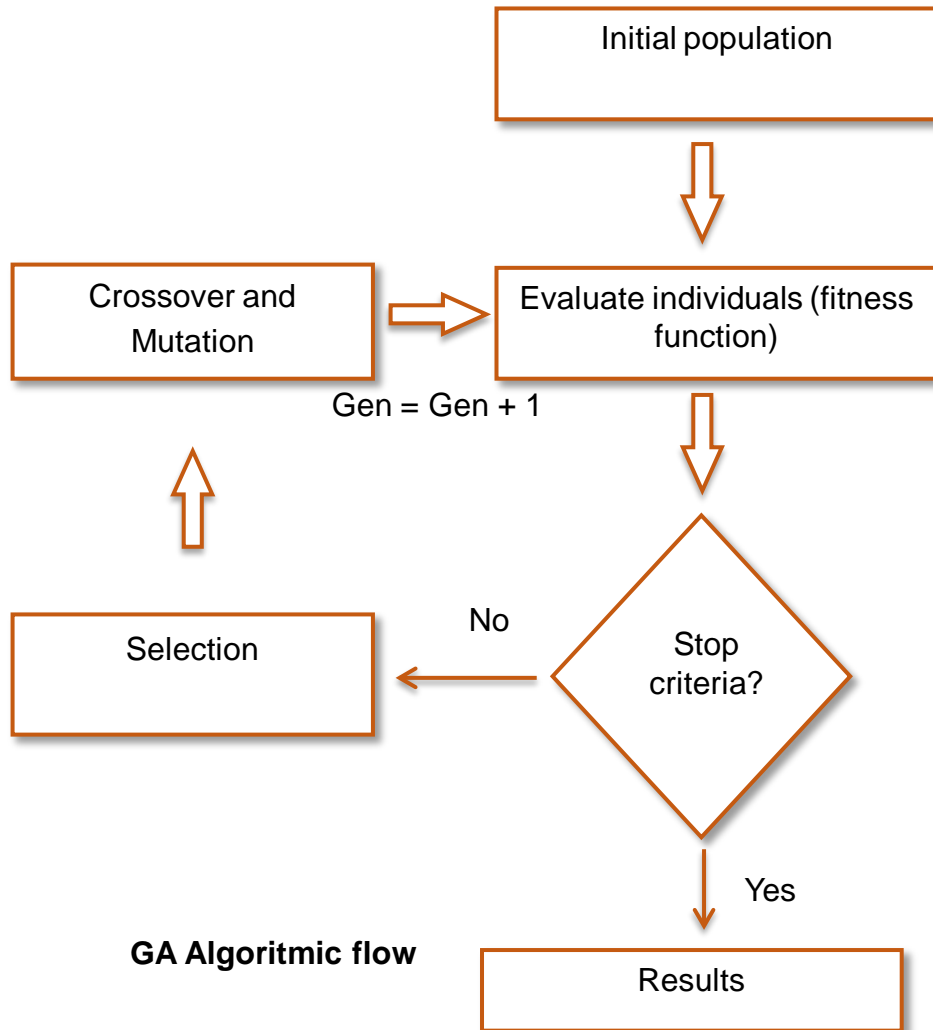 Initial population
Crossover and
Mutation
Evaluate individuals (fitness
function)
Gen = Gen + 1
Selection
No
Stop
criteria?
Yes
GA Algoritmic flow
Results